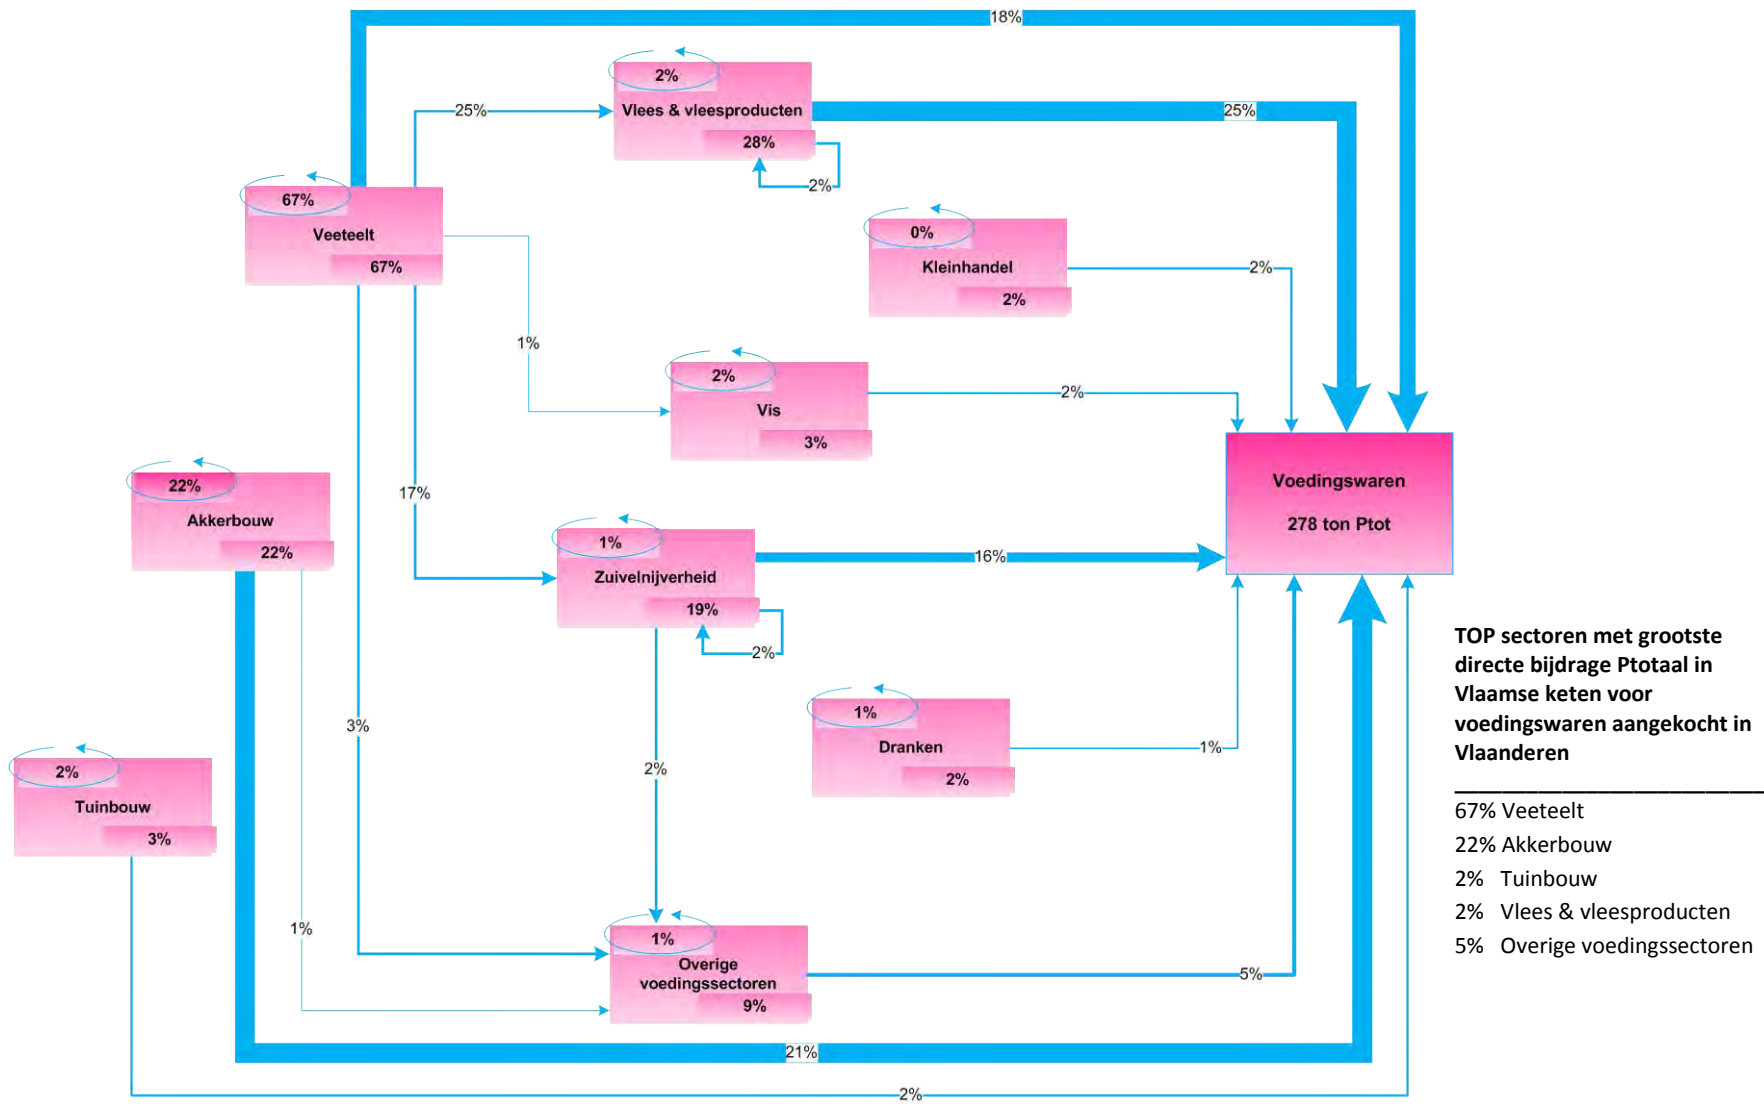 18%
2%
Vlees & vleesproducten
28%
2%
25%
25%
67%
Veeteelt
67%
0%
Kleinhandel
2%
2%
1%
2%
Vis
3%
2%
Voedingswaren
278 ton Ptot
22%
Akkerbouw
22%
17%
1%
Zuivelnijverheid
19%
2%
16%
TOP sectoren met grootste
directe bijdrage Ptotaal in
Vlaamse keten voor
voedingswaren aangekocht in
Vlaanderen
67% Veeteelt
22% Akkerbouw
2% Tuinbouw
2% Vlees & vleesproducten
5% Overige voedingssectoren
3%
2%
1%
Dranken
2%
1%
2%
Tuinbouw
3%
1%
1%
Overige
voedingssectoren
9%
5%
21%
2%